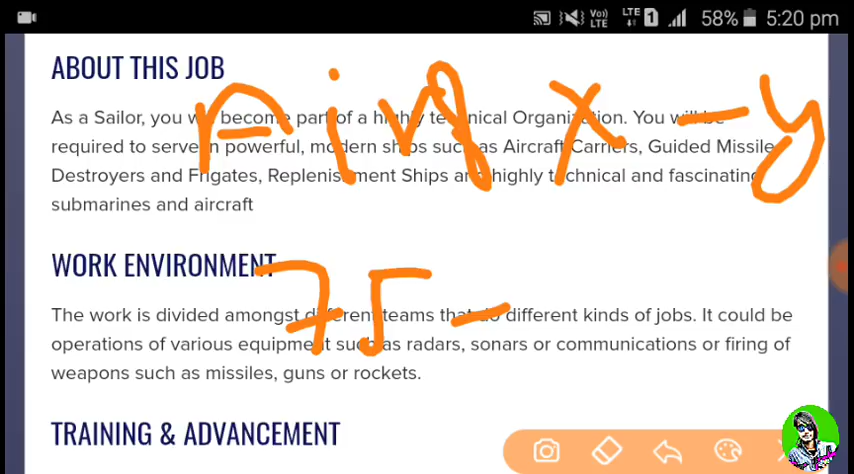 Vo)) LTE LTE 1 58% 5:20 pm
ABOUT THIS JOB
As a Sailor, you will become part of a highly technical Organization. You will be
required to serve in powerful, modern ships such as Aircraft Carriers, Guided Missile
Destroyers and Frigates, Replenishment Ships and highly technical and fascinating
submarines and aircraft
x - y
WORK ENVIRONMENT
75 -
The work is divided amongst different teams that do different kinds of jobs. It could be
operations of various equipment such as radars, sonars or communications or firing of
weapons such as missiles, guns or rockets.
TRAINING & ADVANCEMENT